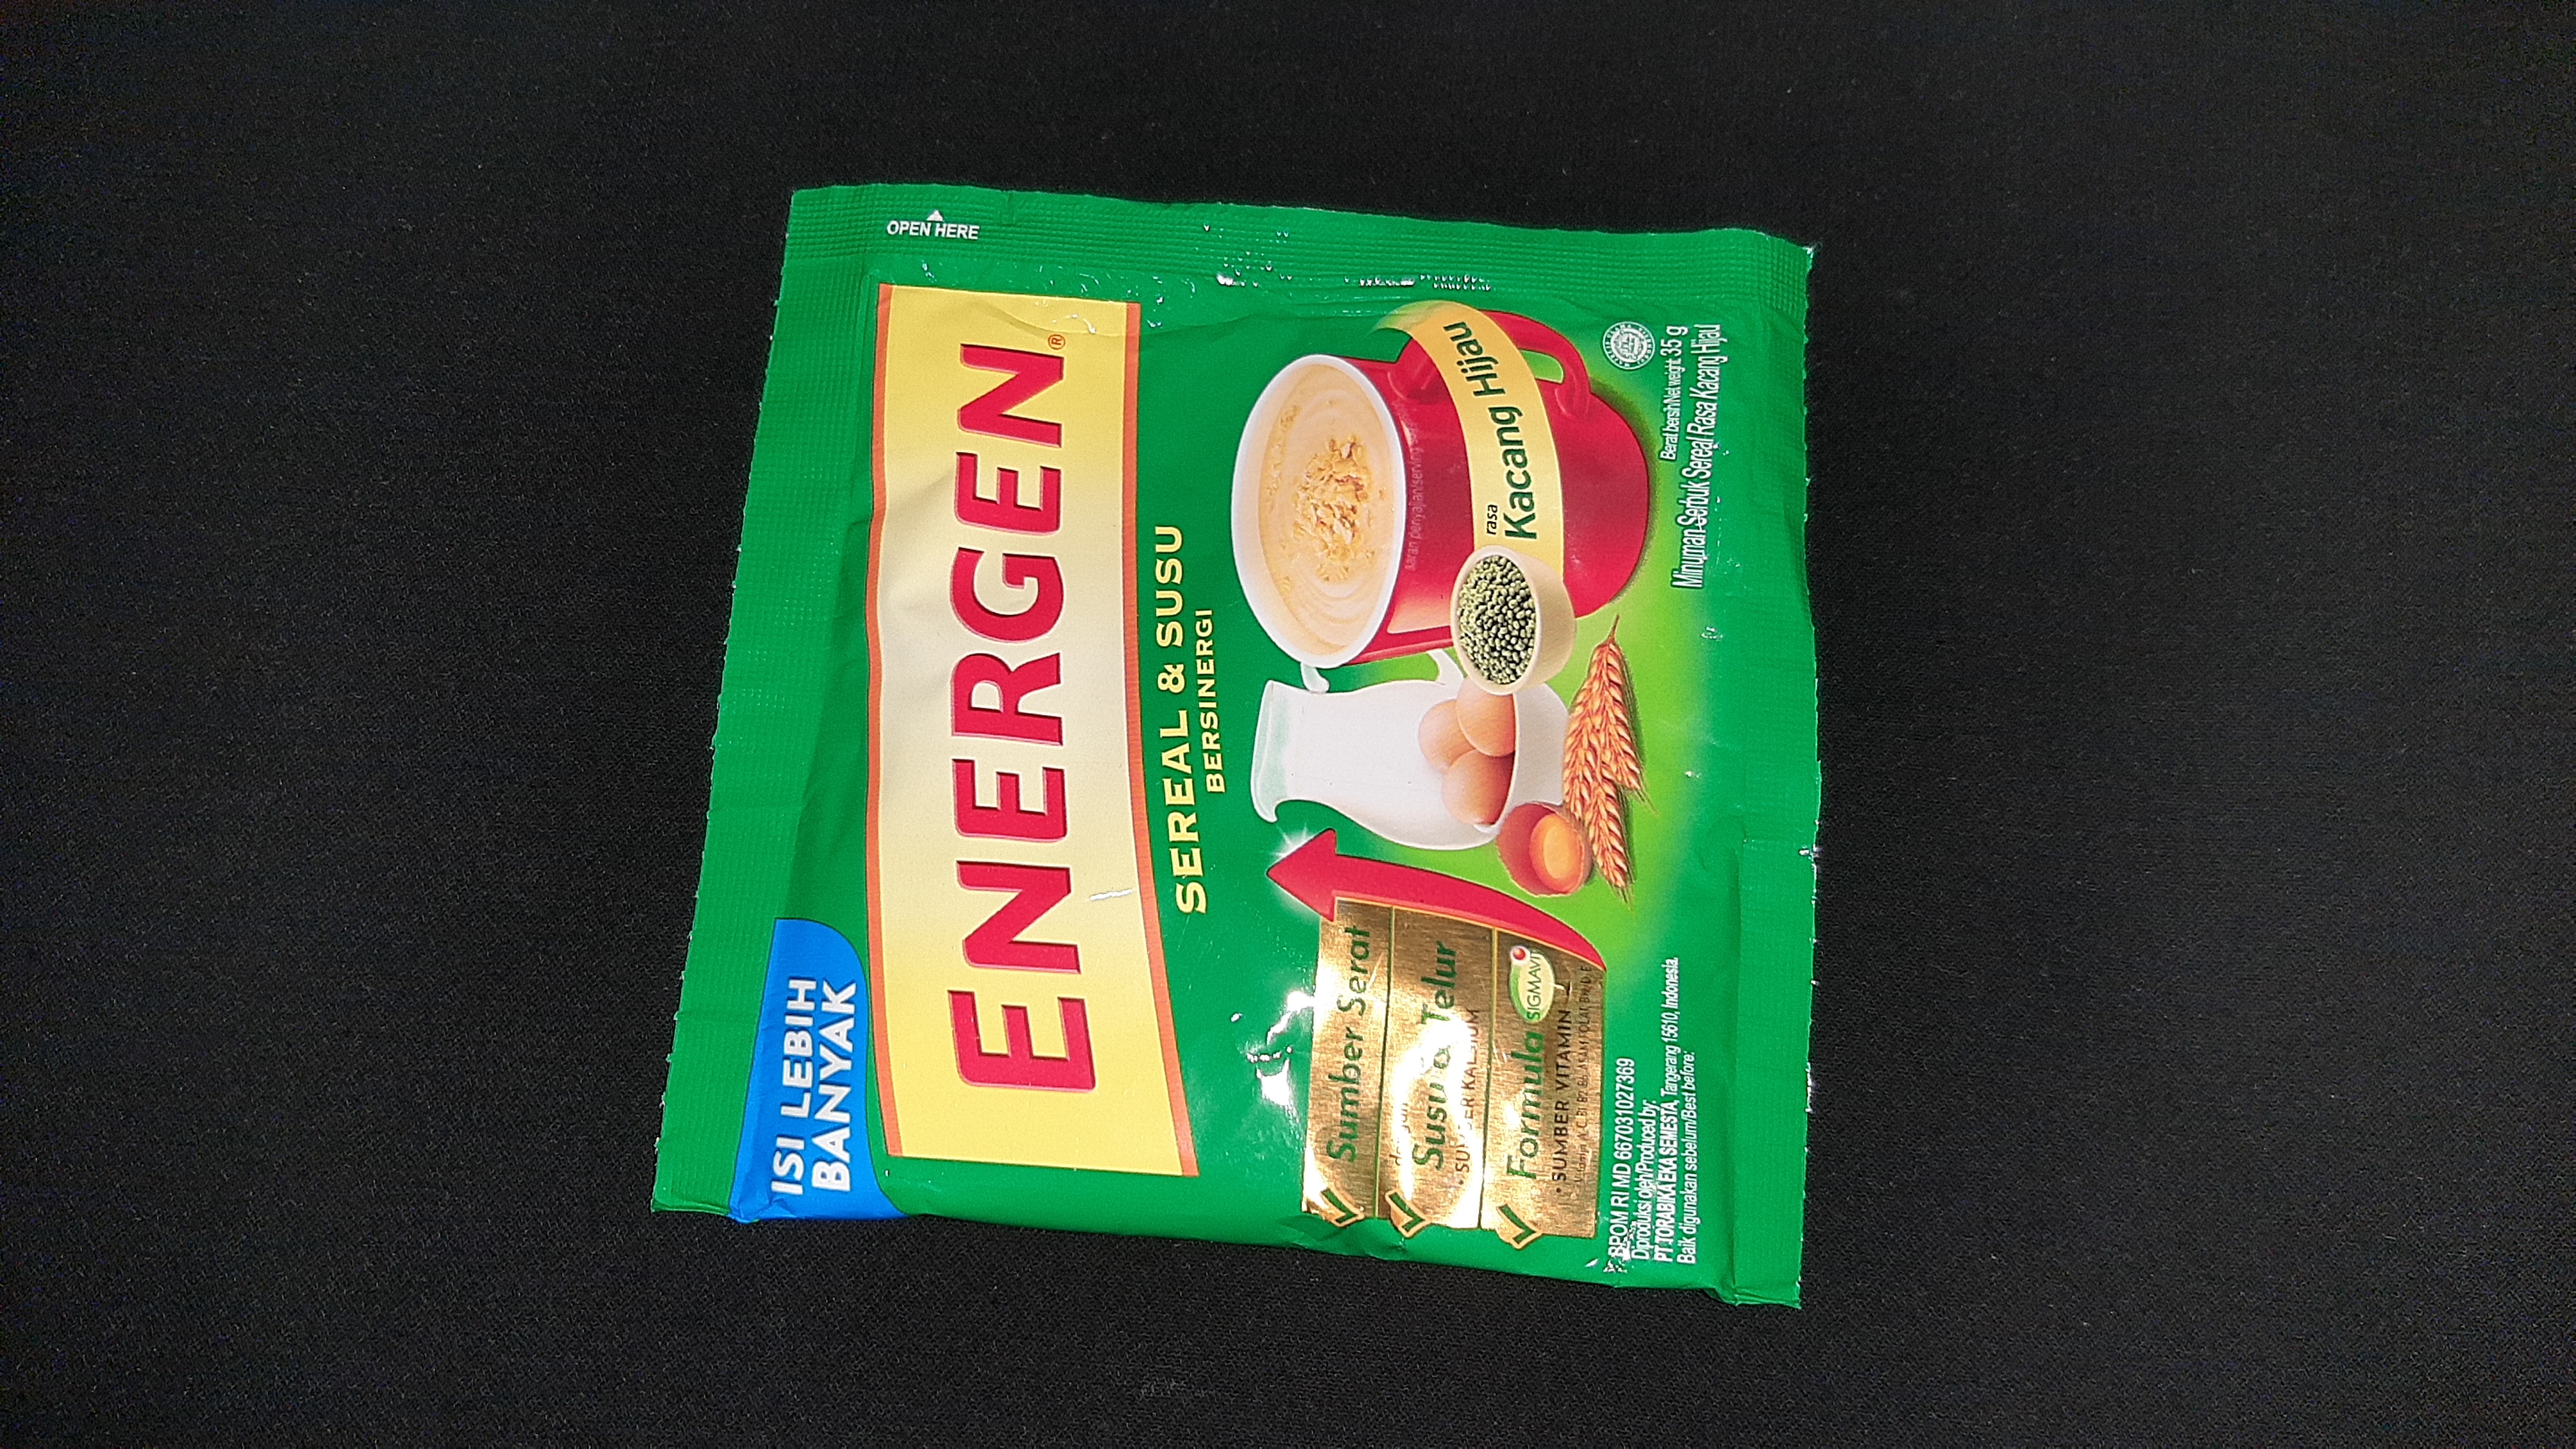 OPEN HERE
ISI LEBIH
BANYAK
ENERGEN®
SEREAL & SUSU
BERSINERGI
Sumber Serat
Susu & Telur
Formula SIGMAVIT
• SUMBER VITAMIN
rasa
Kacang Hijau
BPOM RI MD 667031027369
Diproduksi oleh/Produced by:
PT TORABIKA EKA SEMESTA, Tangerang 15610, Indonesia.
Baik digunakan sebelum/Best before:
Berat bersih/Net weight 35 g
Minuman Serbuk Sereal Rasa Kacang Hijau